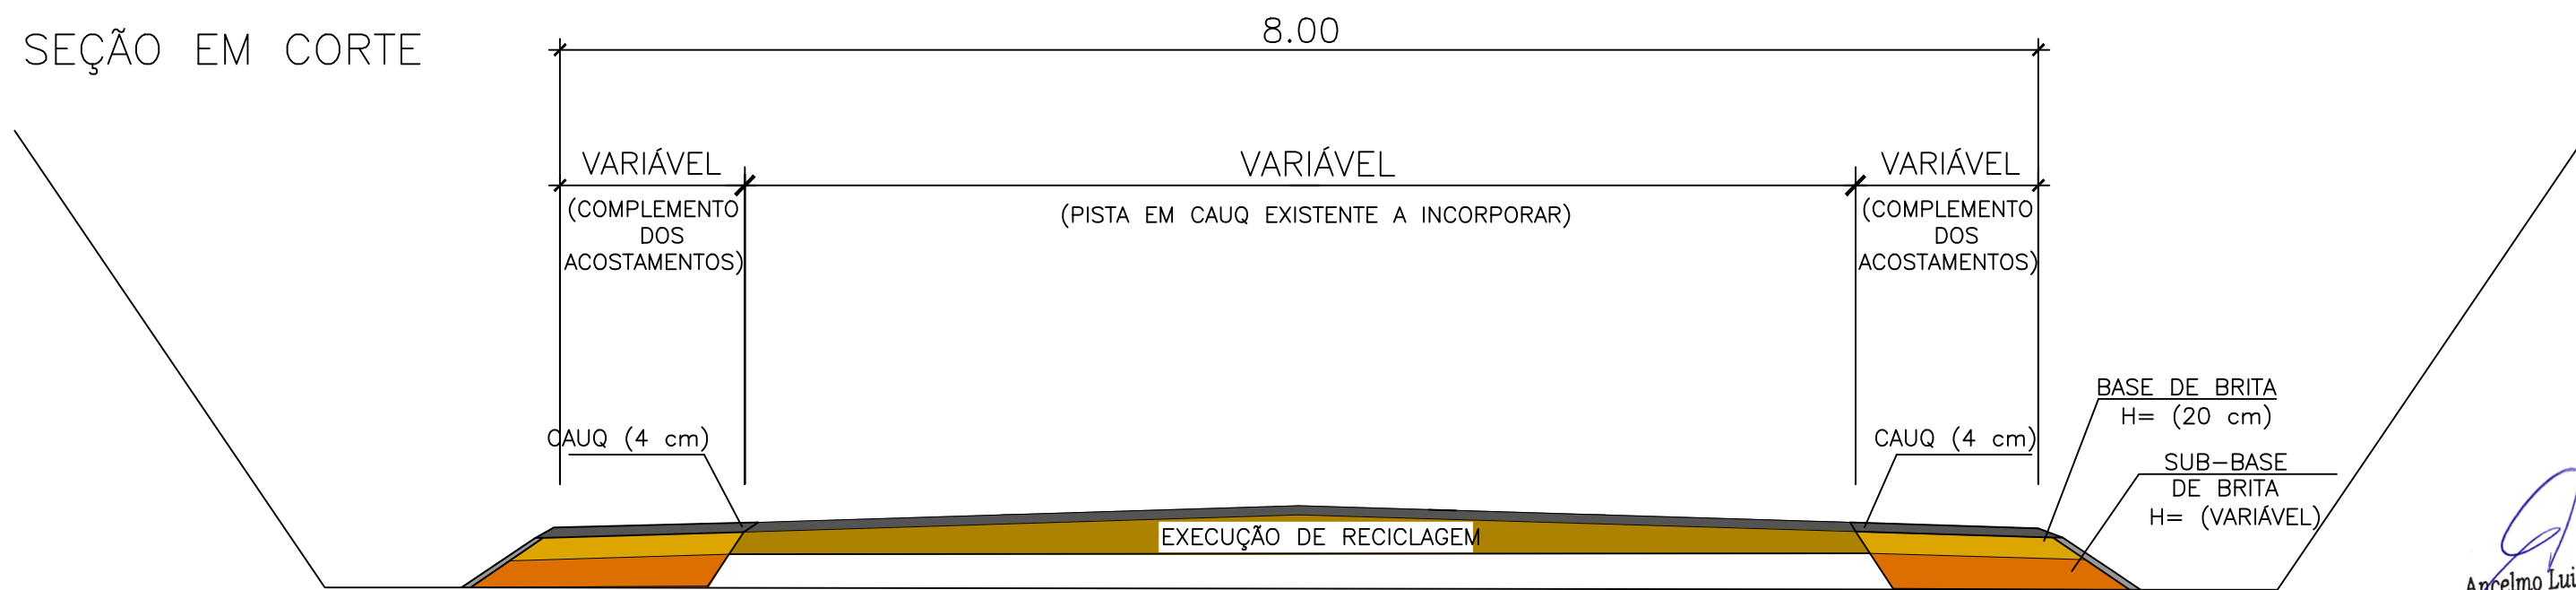 SEÇÃO EM CORTE
8.00
VARIÁVEL
VARIÁVEL
VARIÁVEL
(COMPLEMENTO
DOS
ACOSTAMENTOS)
(PISTA EM CAUQ EXISTENTE A INCORPORAR)
(COMPLEMENTO
DOS
ACOSTAMENTOS)
CAUQ (4 cm)
CAUQ (4 cm)
BASE DE BRITA
H= (20 cm)
SUB-BASE
DE BRITA
H= (VARIÁVEL)
EXECUÇÃO DE RECICLAGEM
Ancelmo Lui